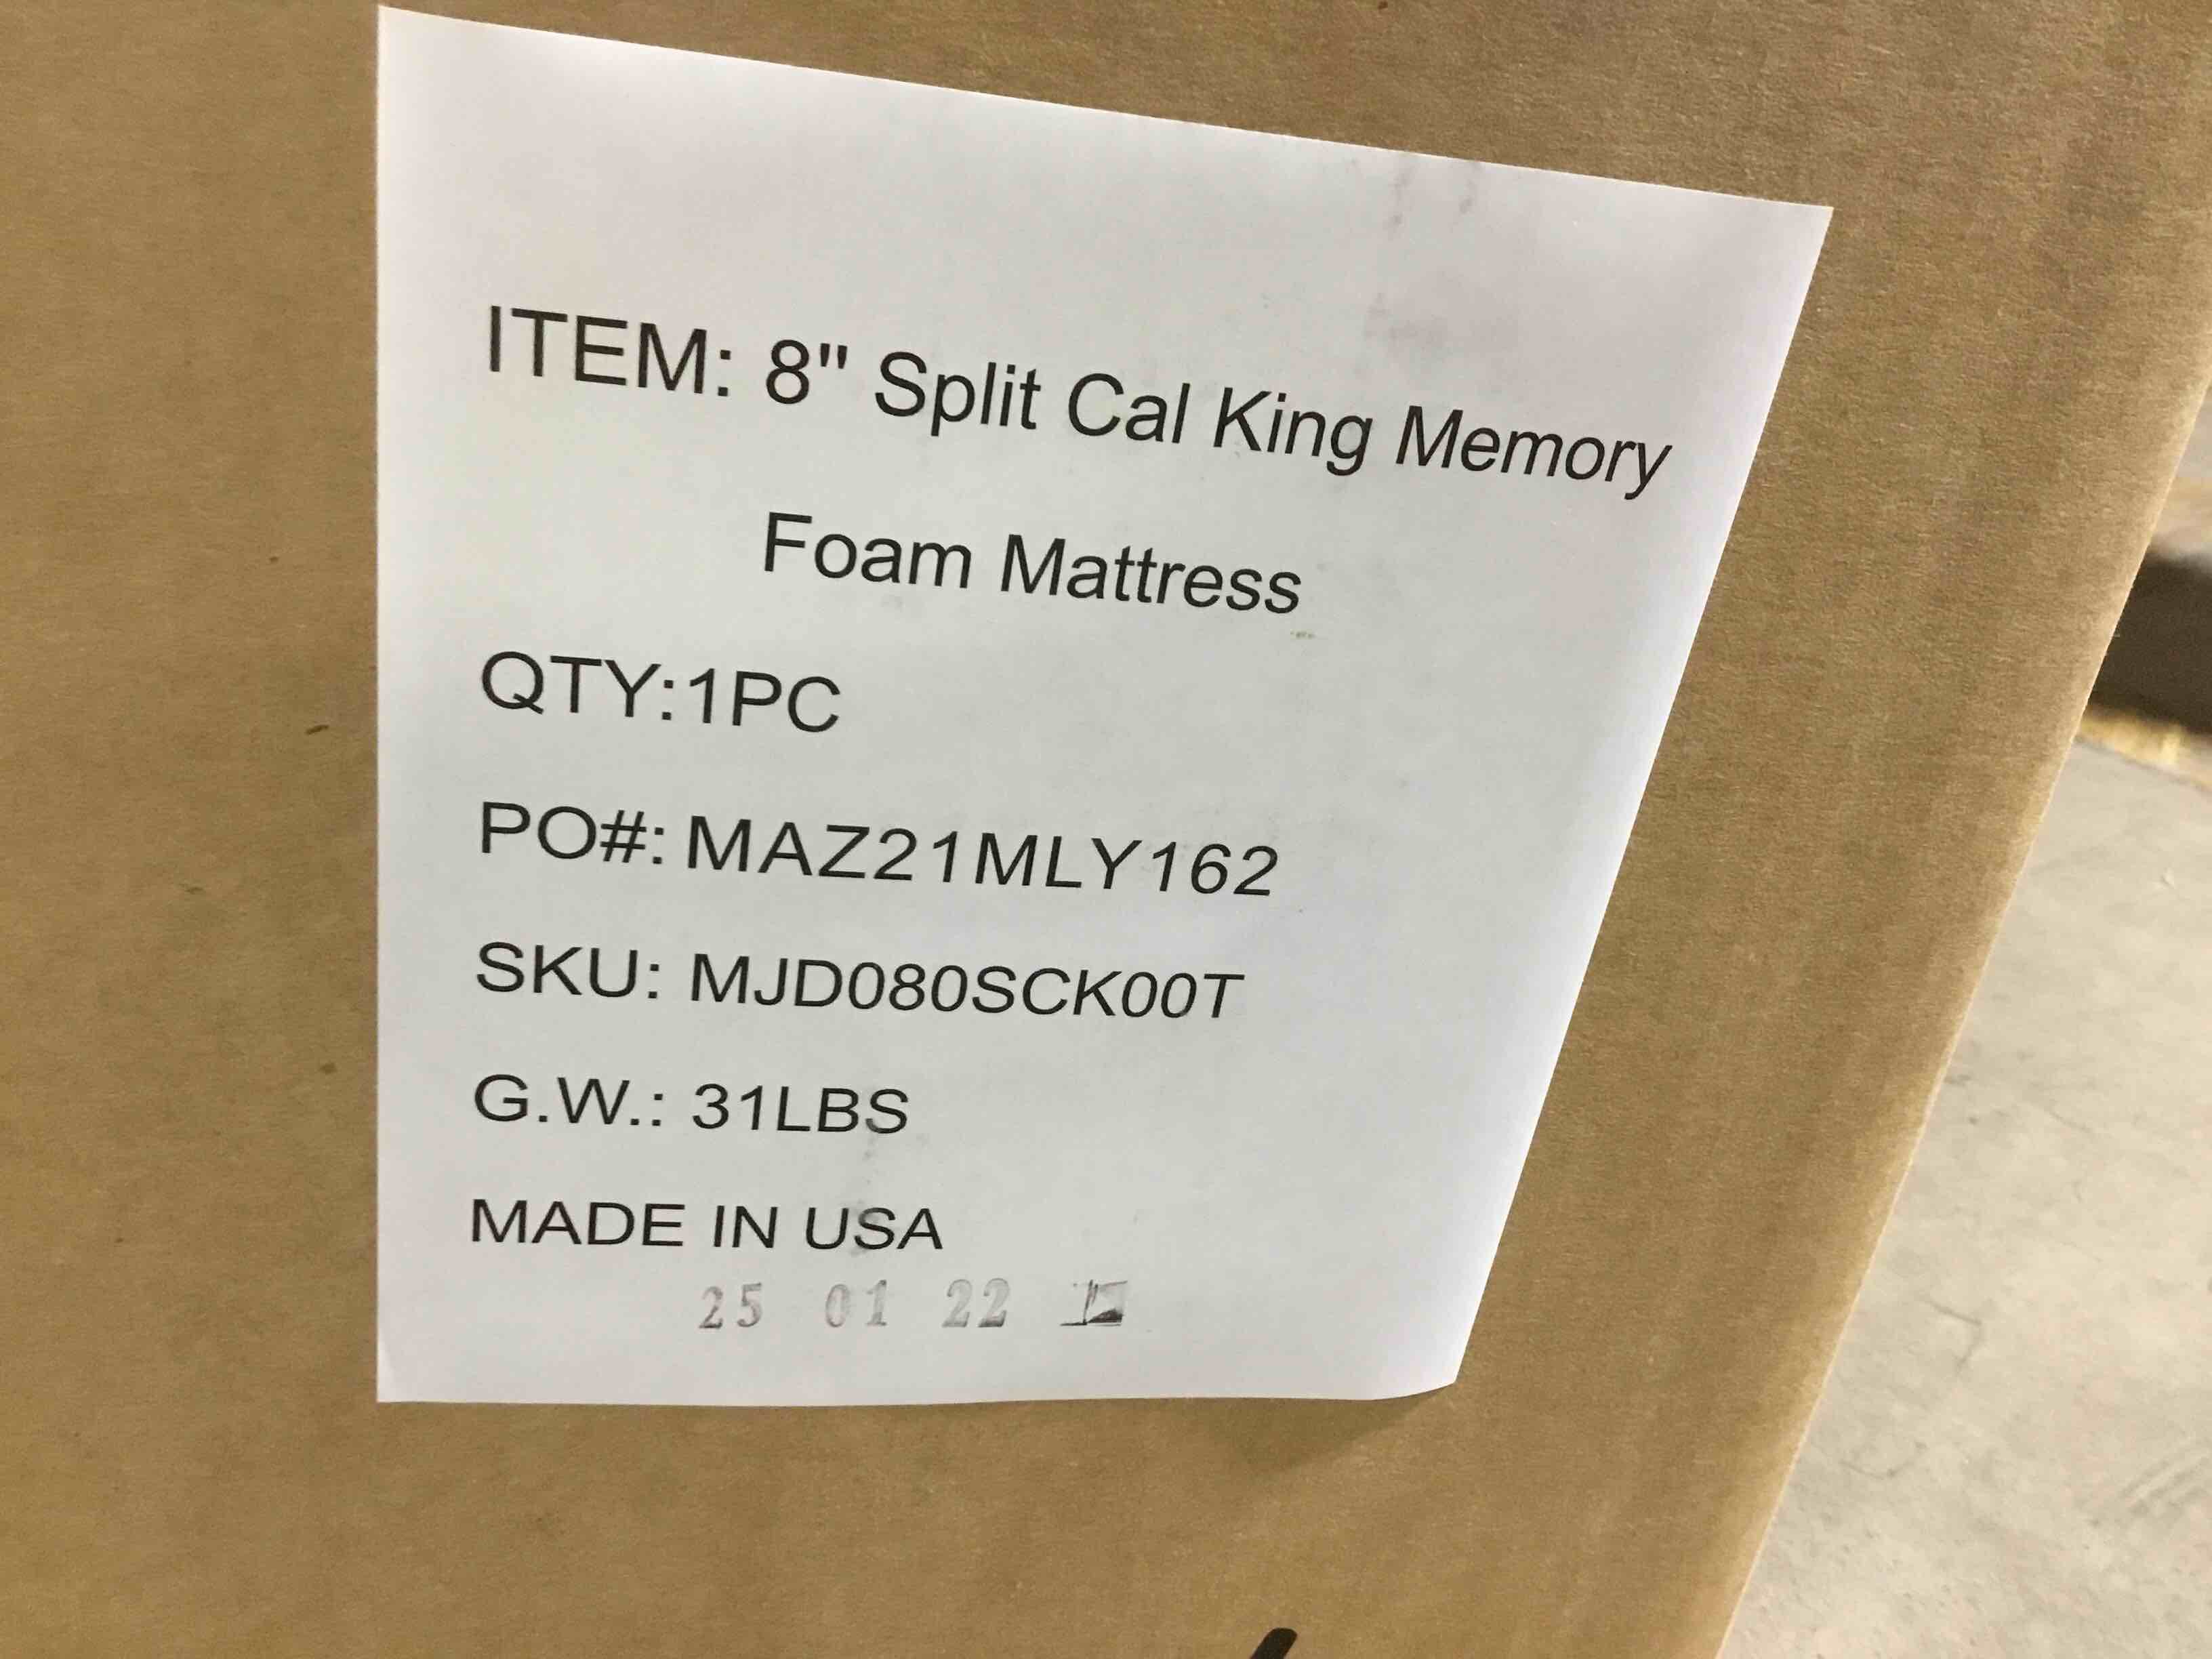 ITEM: 8" Split Cal King Memory
Foam Mattress
QTY:1PC
PO#: MAZ21MLY162
SKU: MJD080SCK00T
G.W.: 31LBS
MADE IN USA
25 01 22